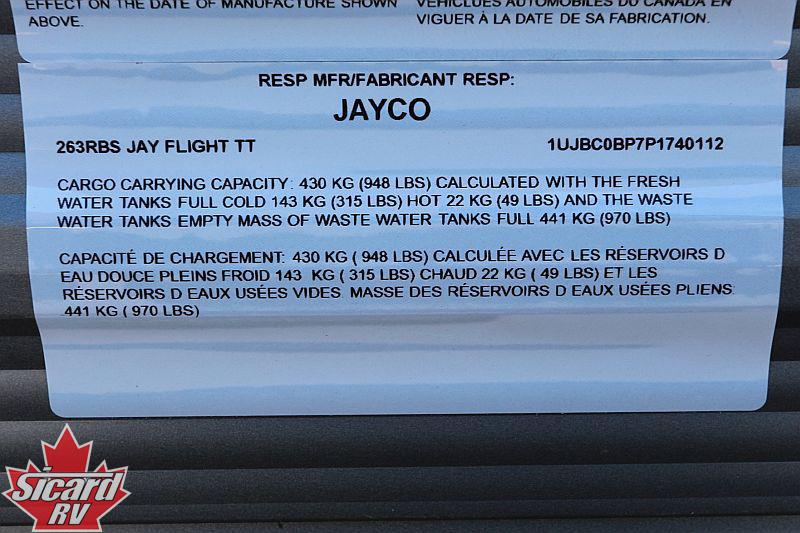 EFFECT ON THE DATE OF MANUFACTURE SHOWN
ABOVE.
VÉHICLUES AUTOMOBILES DU CANADA EN
VIGUER À LA DATE DE SA FABRICATION.
RESP MFR/FABRICANT RESP:
JAYCO
263RBS JAY FLIGHT TT 1UJBC0BP7P1740112
CARGO CARRYING CAPACITY: 430 KG (948 LBS) CALCULATED WITH THE FRESH
WATER TANKS FULL COLD 143 KG (315 LBS) HOT 22 KG (49 LBS) AND THE WASTE
WATER TANKS EMPTY MASS OF WASTE WATER TANKS FULL 441 KG (970 LBS)
CAPACITÉ DE CHARGEMENT: 430 KG ( 948 LBS) CALCULÉE AVEC LES RÉSERVOIRS D
EAU DOUCE PLEINS FROID 143 KG ( 315 LBS) CHAUD 22 KG ( 49 LBS) ET LES
RÉSERVOIRS D EAUX USÉES VIDES. MASSE DES RÉSERVOIRS D EAUX USÉES PLIENS:
441 KG ( 970 LBS)
Sicard
RV